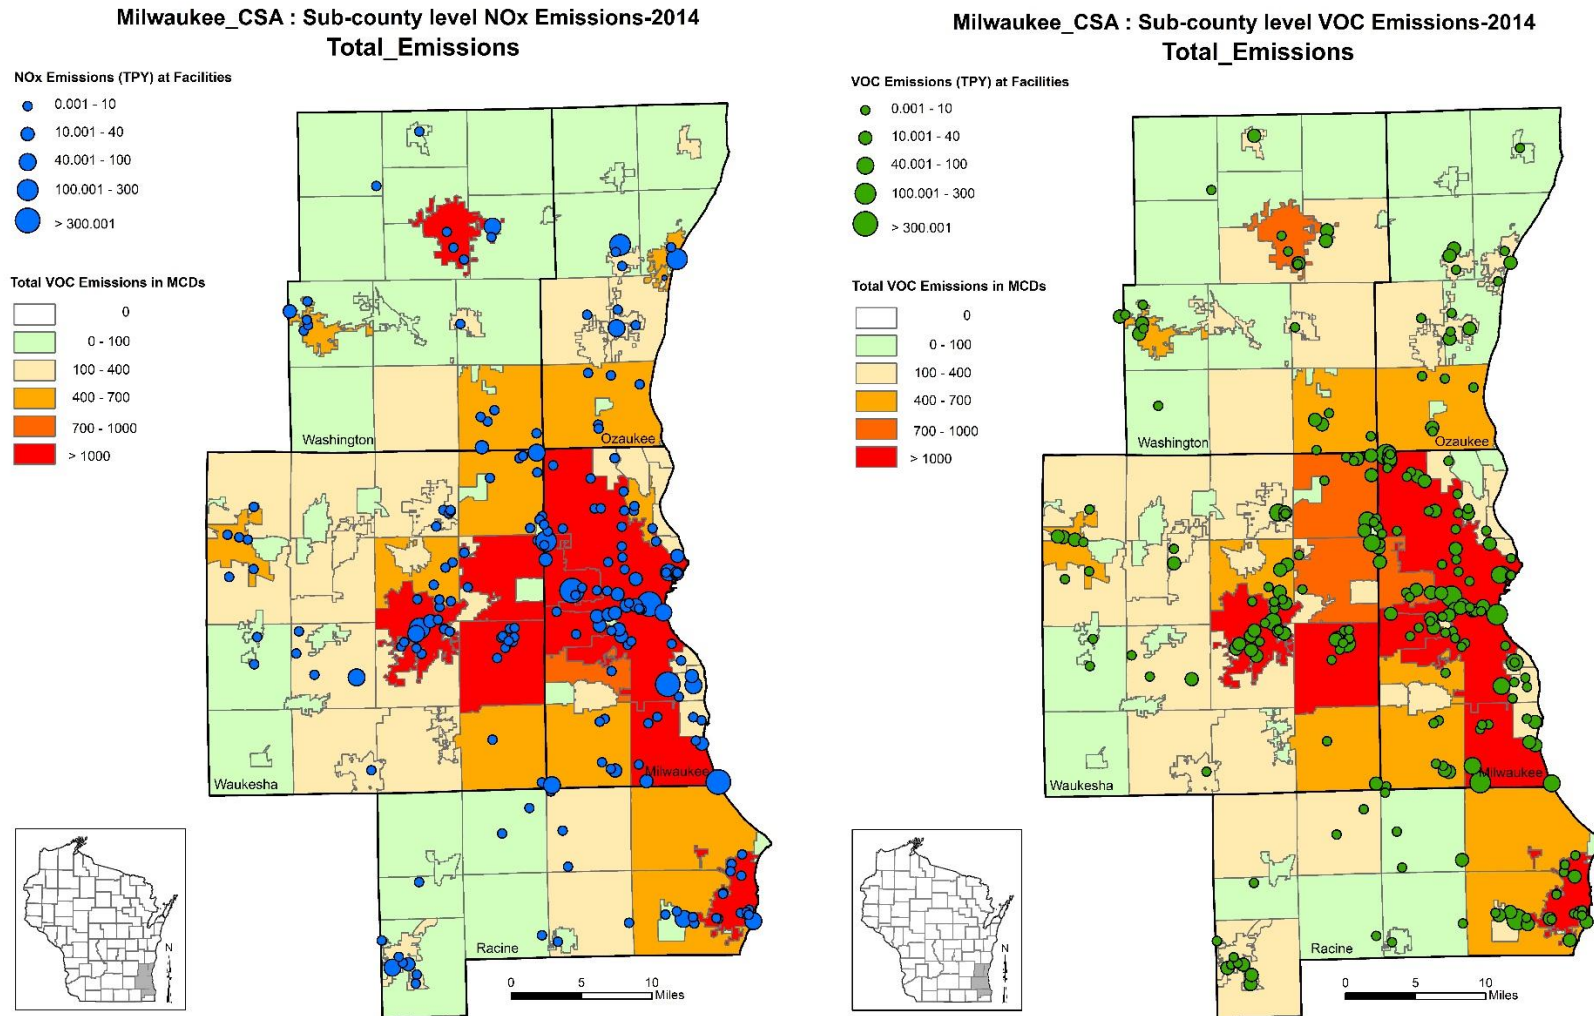 Milwaukee_CSA : Sub-county level NOx Emissions-2014
Total_Emissions
NOx Emissions (TPY) at Facilities
0.001 - 10
10.001 - 40
40.001 - 100
100.001 - 300
> 300.001
Total VOC Emissions in MCDs
0
0 - 100
100 - 400
400 - 700
700 - 1000
> 1000
Washington
Ozaukee
Waukesha
Milwaukee
Racine
N
0 5 10
Miles
Milwaukee_CSA : Sub-county level VOC Emissions-2014
Total_Emissions
VOC Emissions (TPY) at Facilities
0.001 - 10
10.001 - 40
40.001 - 100
100.001 - 300
> 300.001
Total VOC Emissions in MCDs
0
0 - 100
100 - 400
400 - 700
700 - 1000
> 1000
Washington
Ozaukee
Waukesha
Milwaukee
Racine
N
0 5 10
Miles